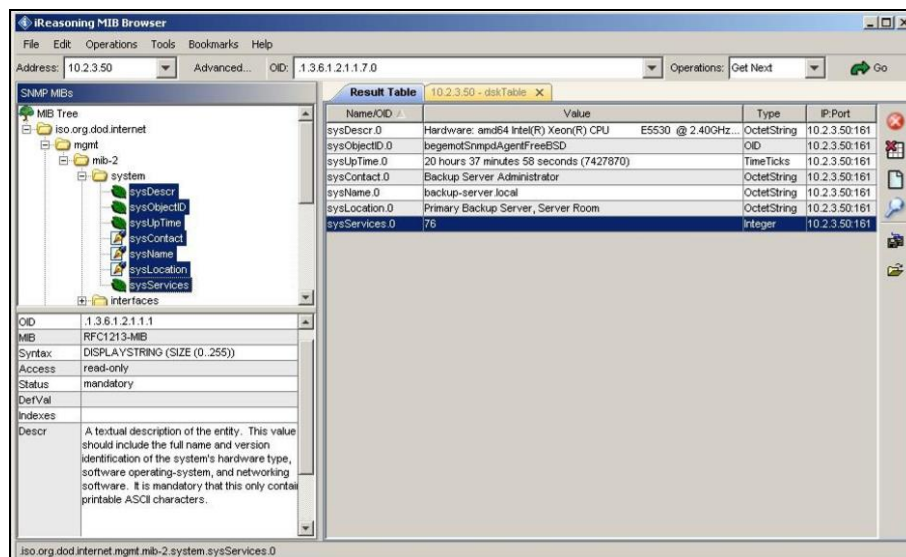 iReasoning MIB Browser
File Edit Operations Tools Bookmarks Help
Address: 10.2.3.50 Advanced... OID: .1.3.6.1.2.1.1.7.0 Operations: Get Next Go
SNMP MIBs
MIB Tree
iso.org.dod.internet
mgmt
mib-2
system
sysDescr
sysObjectID
sysUpTime
sysContact
sysName
sysLocation
sysServices
interfaces
OID .1.3.6.1.2.1.1.1
MIB RFC1213-MIB
Syntax DISPLAYSTRING (SIZE (0..255))
Access read-only
Status mandatory
DefVal
Indexes
Descr A textual description of the entity. This value
should include the full name and version
identification of the system's hardware type,
software operating-system, and networking
software. It is mandatory that this only contai
printable ASCII characters.
Result Table 10.2.3.50 - dskTable
Name/OID Value Type IP:Port
sysDescr.0 Hardware: amd64 Intel(R) Xeon(R) CPU E5530 @ 2.40GHz... OctetString 10.2.3.50:161
sysObjectID.0 begemotSnmpdAgentFreeBSD OID 10.2.3.50:161
sysUpTime.0 20 hours 37 minutes 58 seconds (7427870) TimeTicks 10.2.3.50:161
sysContact.0 Backup Server Administrator OctetString 10.2.3.50:161
sysName.0 backup-server.local OctetString 10.2.3.50:161
sysLocation.0 Primary Backup Server, Server Room OctetString 10.2.3.50:161
sysServices.0 76 Integer 10.2.3.50:161
.iso.org.dod.internet.mgmt.mib-2.system.sysServices.0